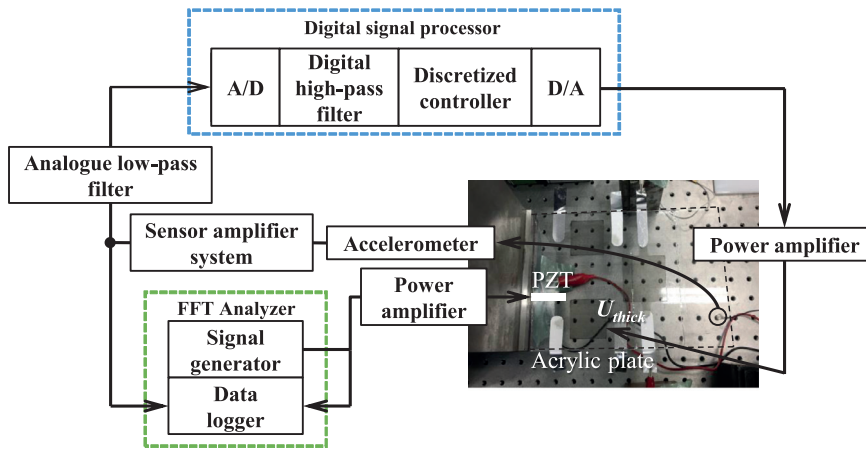 Digital signal processor
A/D
Digital
high-pass
filter
Discretized
controller
D/A
Analogue low-pass
filter
Sensor amplifier
system
Accelerometer
Power amplifier
Power
amplifier
PZT
U_thick
Acrylic plate
FFT Analyzer
Signal
generator
Data
logger